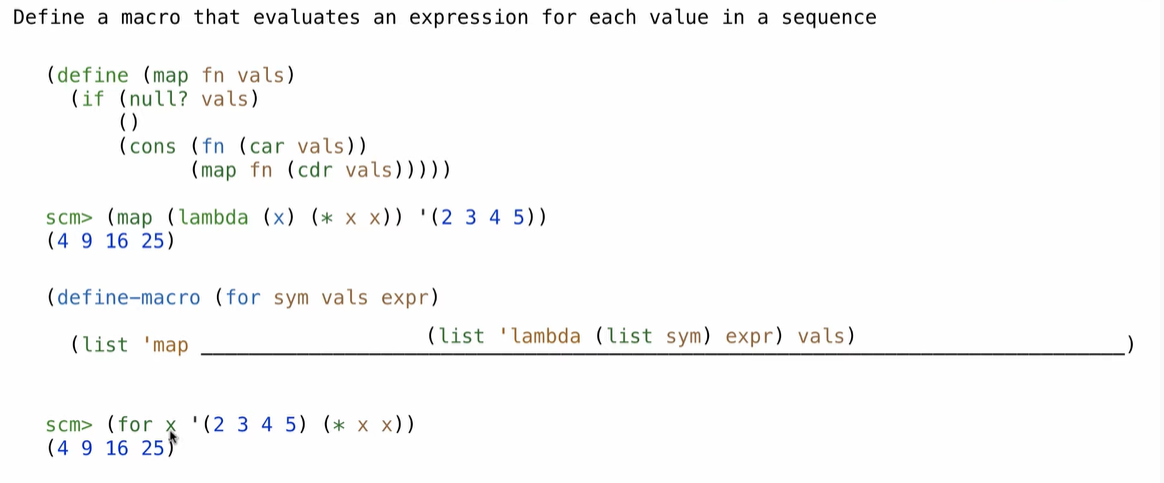 Define a macro that evaluates an expression for each value in a sequence
(define (map fn vals)
(if (null? vals)
()
(cons (fn (car vals))
(map fn (cdr vals)))))
scm> (map (lambda (x) (* x x)) '(2 3 4 5))
(4 9 16 25)
(define-macro (for sym vals expr)
(list 'map (list 'lambda (list sym) expr) vals))
scm> (for x '(2 3 4 5) (* x x))
(4 9 16 25)